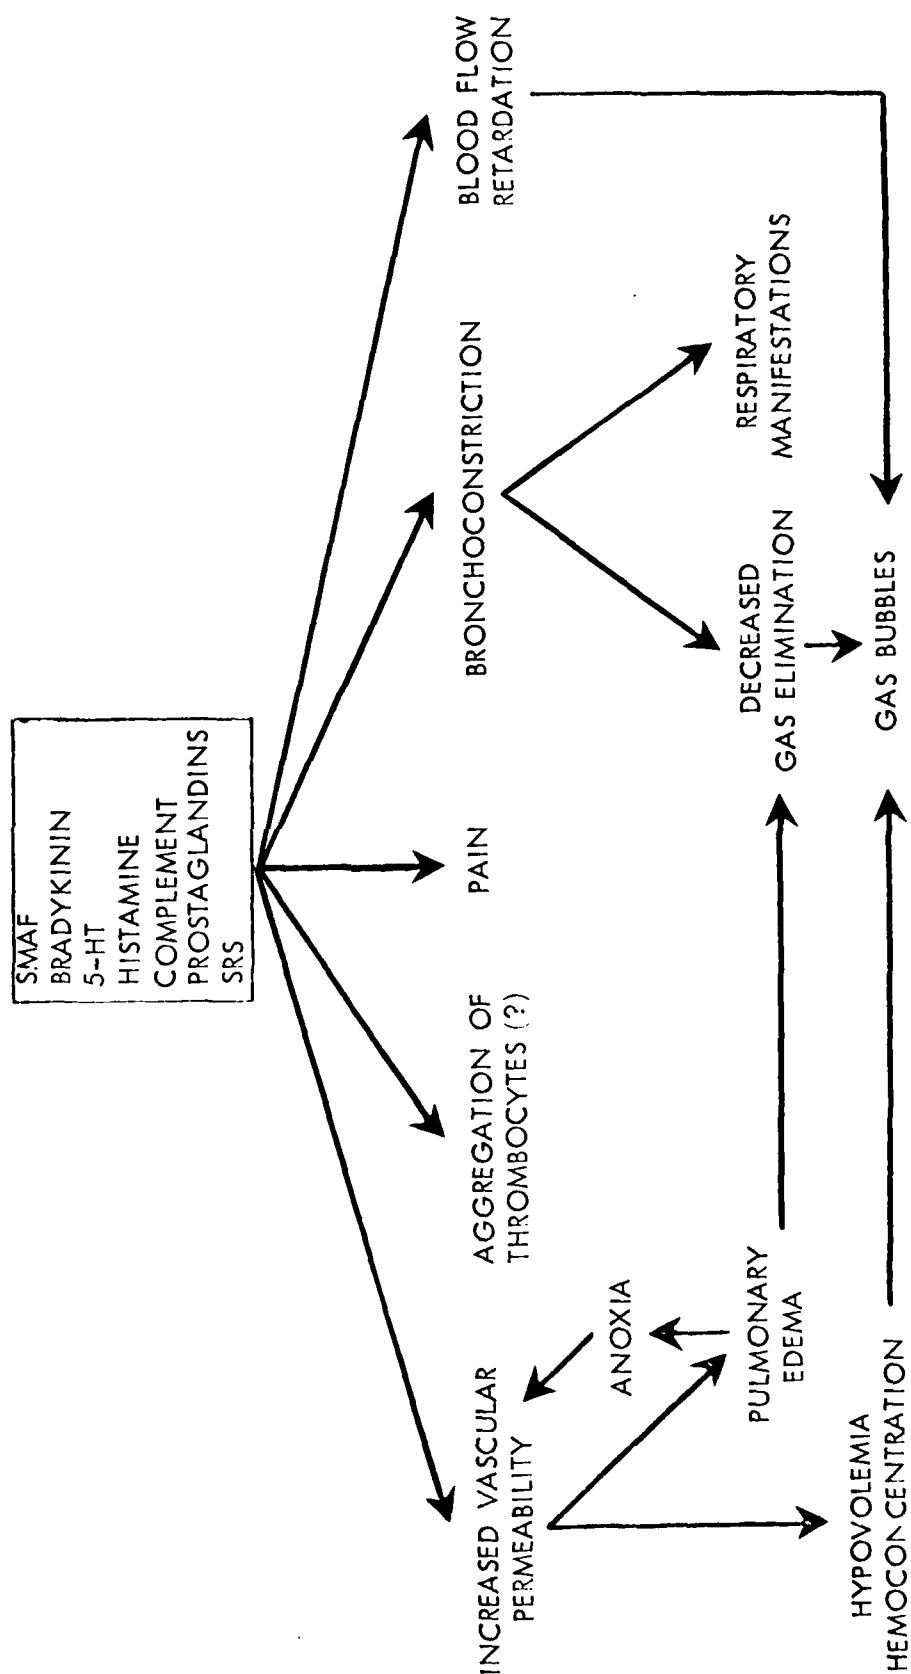 SMAF
BRADYKININ
5-HT
HISTAMINE
COMPLEMENT
PROSTAGLANDINS
SRS
INCREASED VASCULAR
PERMEABILITY
AGGREGATION OF
THROMBOCYTES (?)
PAIN
BRONCHOCONSTRICTION
BLOOD FLOW
RETARDATION
ANOXIA
PULMONARY
EDEMA
DECREASED
GAS ELIMINATION
RESPIRATORY
MANIFESTATIONS
HYPOVOLEMIA
HEMOCONCENTRATION
GAS BUBBLES